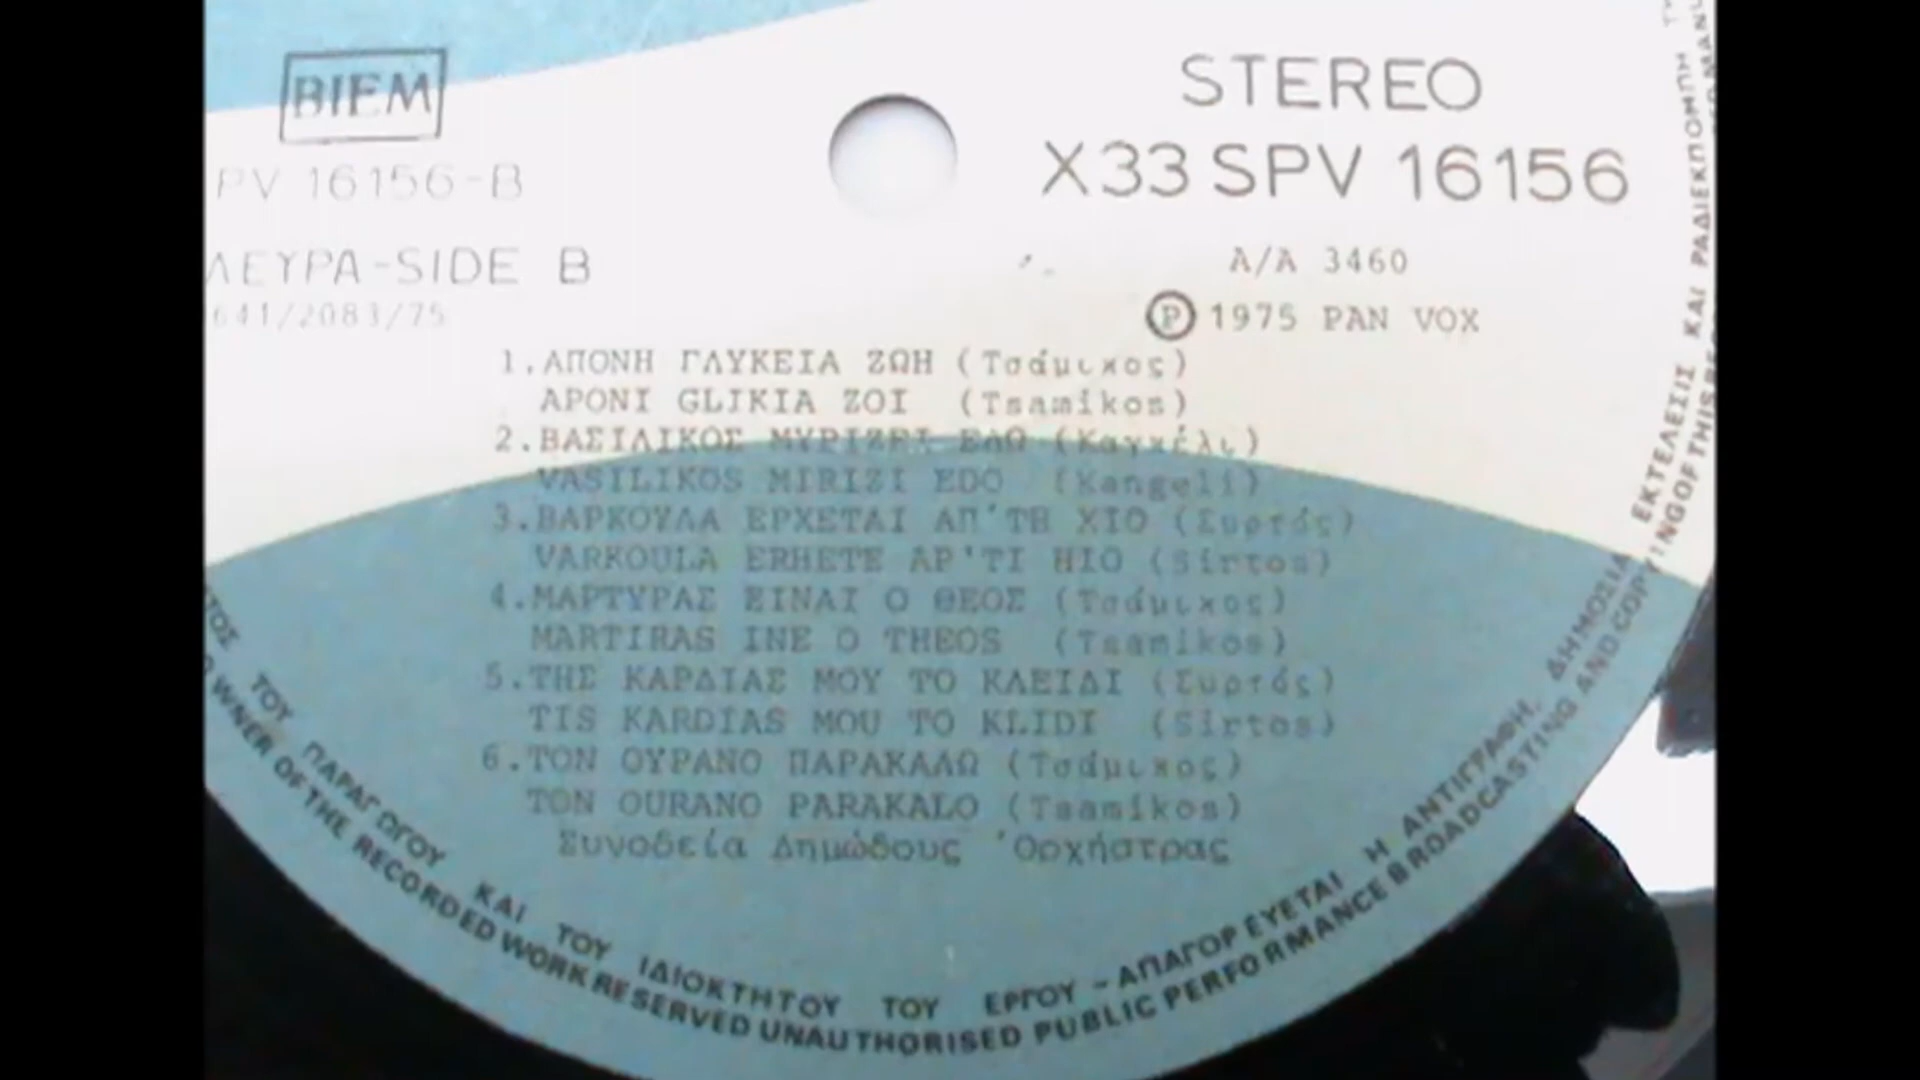 BIEM
STEREO
PV 16156-B
X33 SPV 16156
ΛΕΥΡΑ-SIDE B
A/A 3460
641/2083/75
Ⓟ 1975 PAN VOX
1.ΑΠΟΝΗ ΓΛΥΚΕΙΑ ΖΩΗ (Τσάμικος)
APONI GLIKIA ZOI (Tsamikos)
2.ΒΑΣΙΛΙΚΟΣ ΜΥΡΙΖΕΙ ΕΔΩ (Καγκέλι)
VASILIKOS MIRIZI EDO (Kangeli)
3.ΒΑΡΚΟΥΛΑ ΕΡΧΕΤΑΙ ΑΠ'ΤΗ ΧΙΟ (Συρτός)
VARKOULA ERHETE AP'TI HIO (Sirtos)
4.ΜΑΡΤΥΡΑΣ ΕΙΝΑΙ Ο ΘΕΟΣ (Τσάμικος)
MARTIRAS INE O THEOS (Tsamikos)
5.ΤΗΣ ΚΑΡΔΙΑΣ ΜΟΥ ΤΟ ΚΛΕΙΔΙ (Συρτός)
TIS KARDIAS MOU TO KLIDI (Sirtos)
6.ΤΟΝ ΟΥΡΑΝΟ ΠΑΡΑΚΑΛΩ (Τσάμικος)
TON OURANO PARAKALO (Tsamikos)
Συνοδεία Δημώδους Ὀρχήστρας
ΤΟΥ ΠΑΡΑΓΩΓΟΥ ΚΑΙ ΤΟΥ ΙΔΙΟΚΤΗΤΟΥ ΤΟΥ ΕΡΓΟΥ - ΑΠΑΓΟΡΕΥΕΤΑΙ Η ΑΝΤΙΓΡΑΦΗ, ΔΗΜΟΣΙΑ ΕΚΤΕΛΕΣΙΣ ΚΑΙ ΡΑΔΙΕΚΠΟΜΠΗ
OWNER OF THE RECORDED WORK RESERVED UNAUTHORISED PUBLIC PERFORMANCE BROADCASTING AND COPYING OF THIS